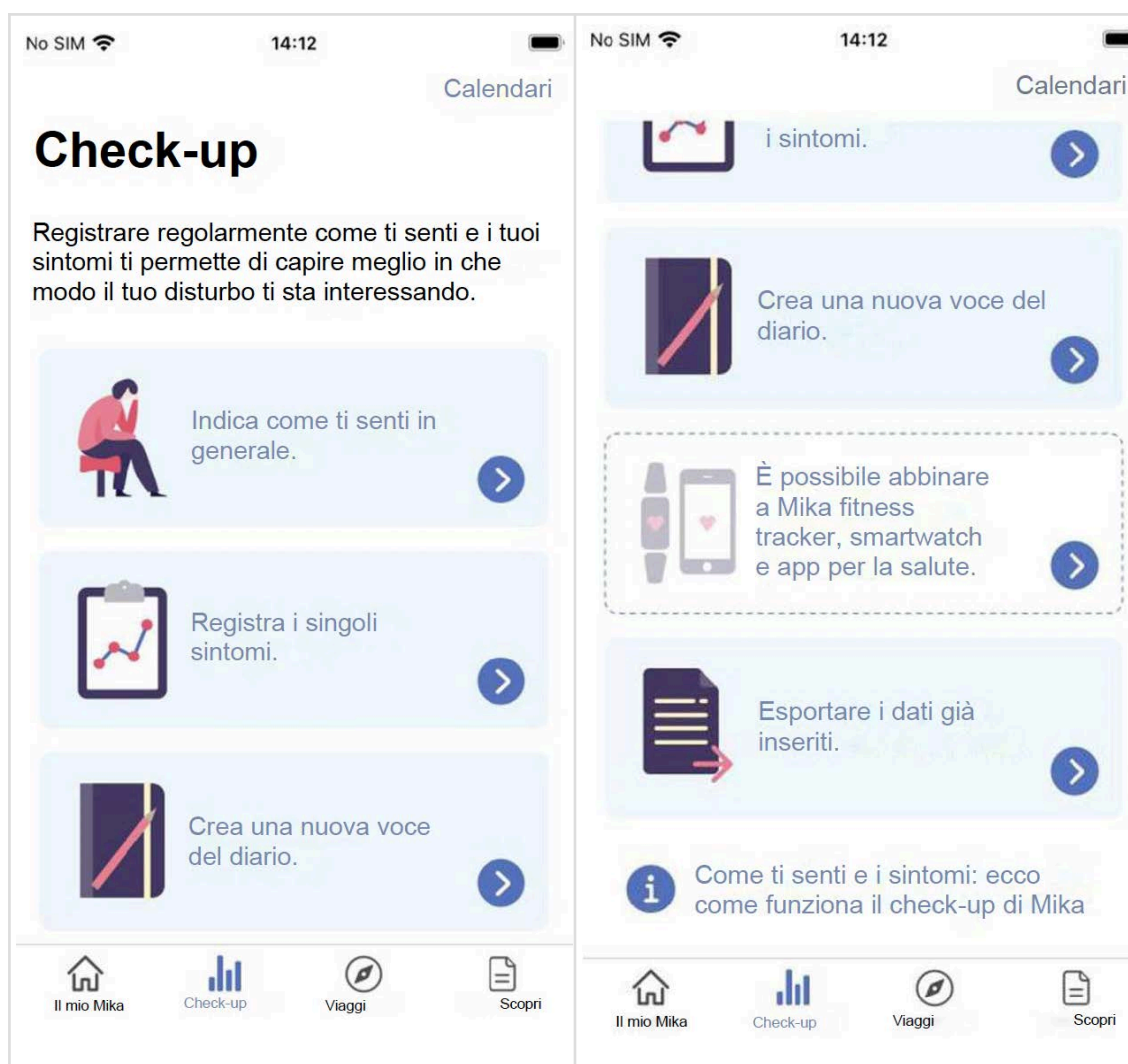 No SIM
14:12
Calendari
Check-up
Registrare regolarmente come ti senti e i tuoi
sintomi ti permette di capire meglio in che
modo il tuo disturbo ti sta interessando.
Indica come ti senti in
generale.
Registra i singoli
sintomi.
Crea una nuova voce
del diario.
Il mio Mika
Check-up
Viaggi
Scopri
No SIM
14:12
Calendari
i sintomi.
Crea una nuova voce del
diario.
È possibile abbinare
a Mika fitness
tracker, smartwatch
e app per la salute.
Esportare i dati già
inseriti.
Come ti senti e i sintomi: ecco
come funziona il check-up di Mika
Il mio Mika
Check-up
Viaggi
Scopri